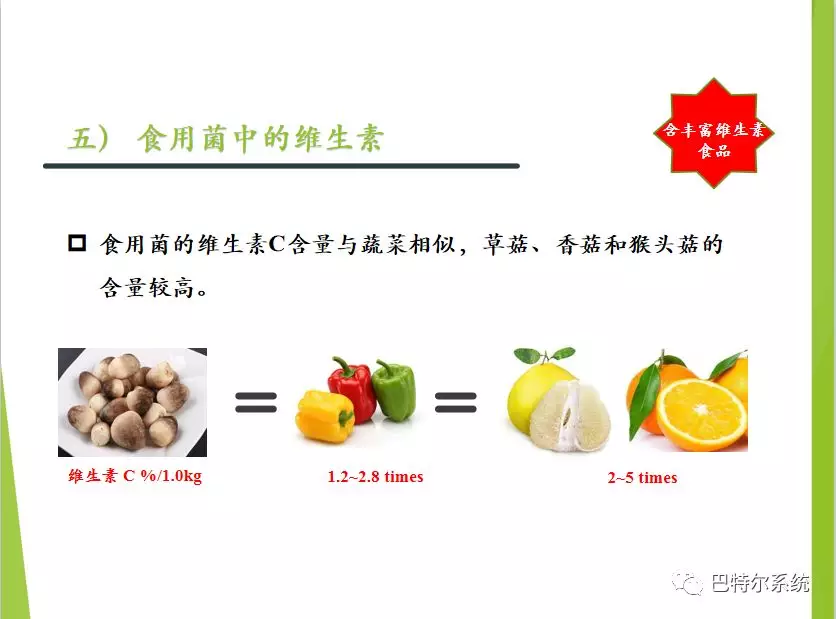 五） 食用菌中的维生素
含丰富维生素
食品
食用菌的维生素C含量与蔬菜相似，草菇、香菇和猴头菇的
含量较高。
维生素 C %/1.0kg
1.2~2.8 times
2~5 times
巴特尔系统